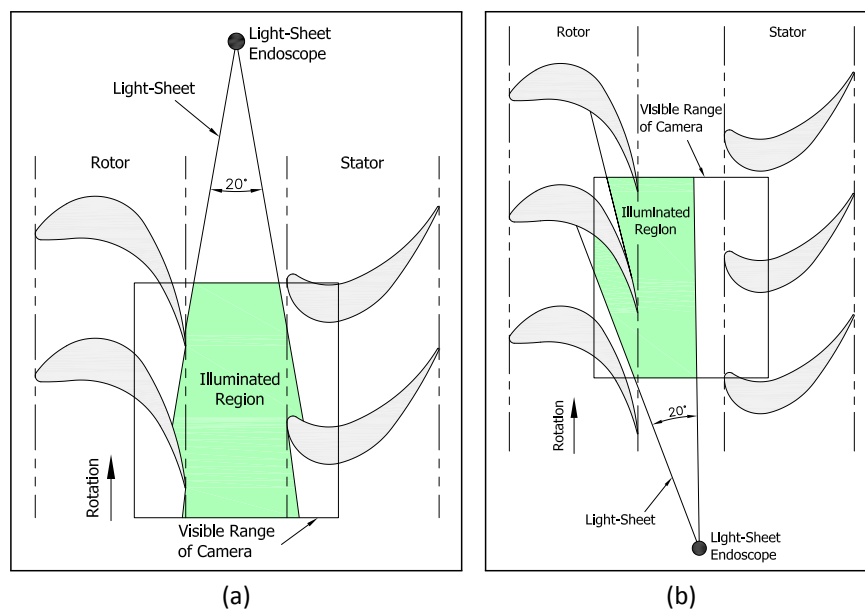 Light-Sheet
Endoscope
Light-Sheet
Rotor
Stator
20°
Illuminated
Region
Rotation
Visible Range
of Camera
(a)
Rotor
Stator
Visible Range
of Camera
Illuminated
Region
Rotation
20°
Light-Sheet
Light-Sheet
Endoscope
(b)